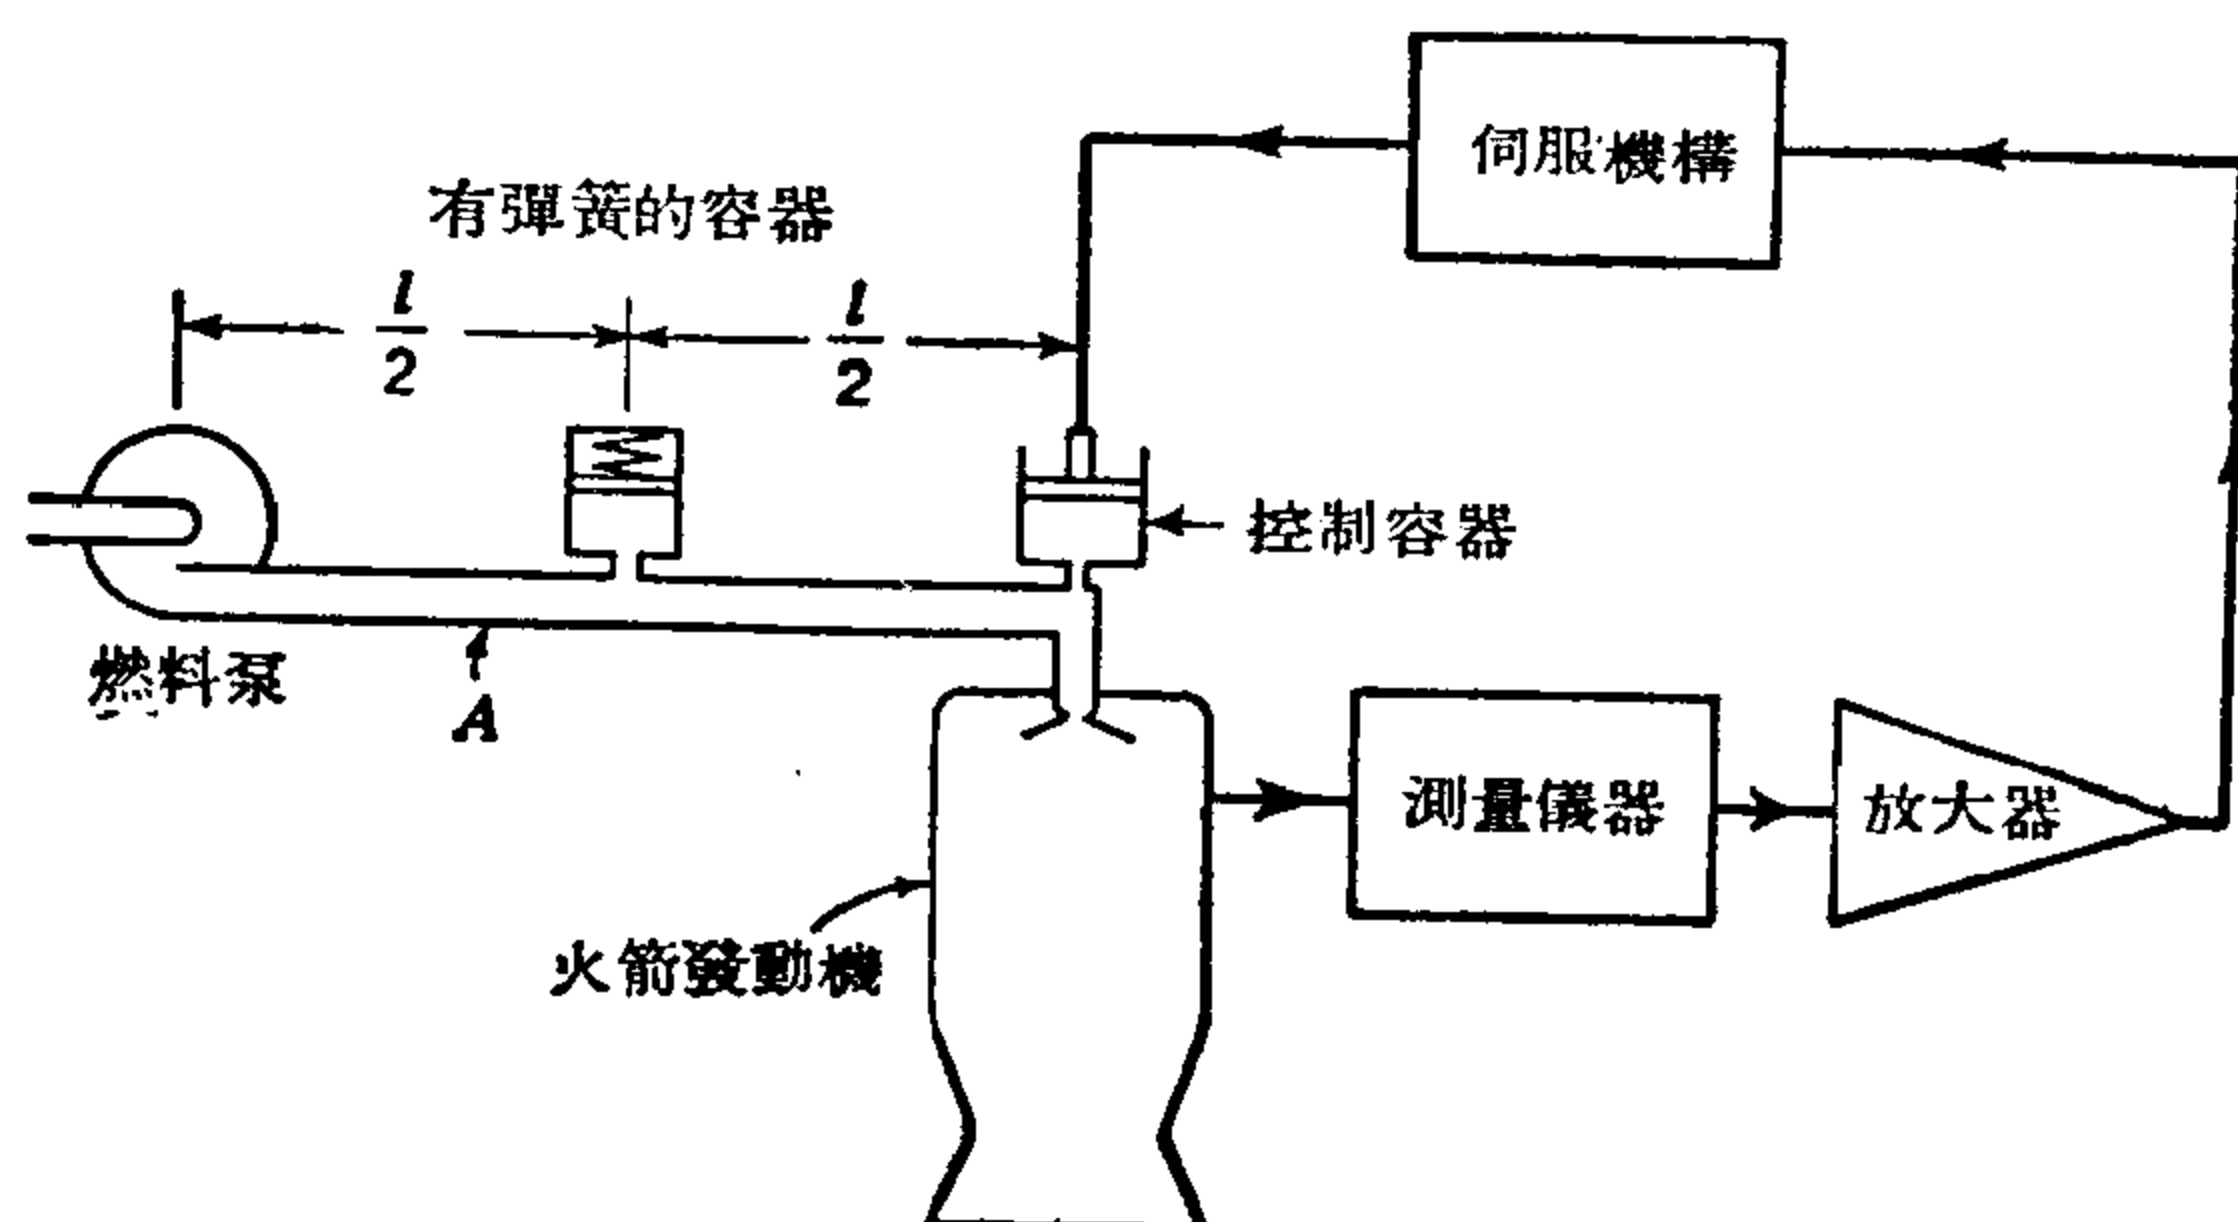 伺服機構
有彈簧的容器
l/2
l/2
控制容器
燃料泵
A
測量儀器
放大器
火箭發動機